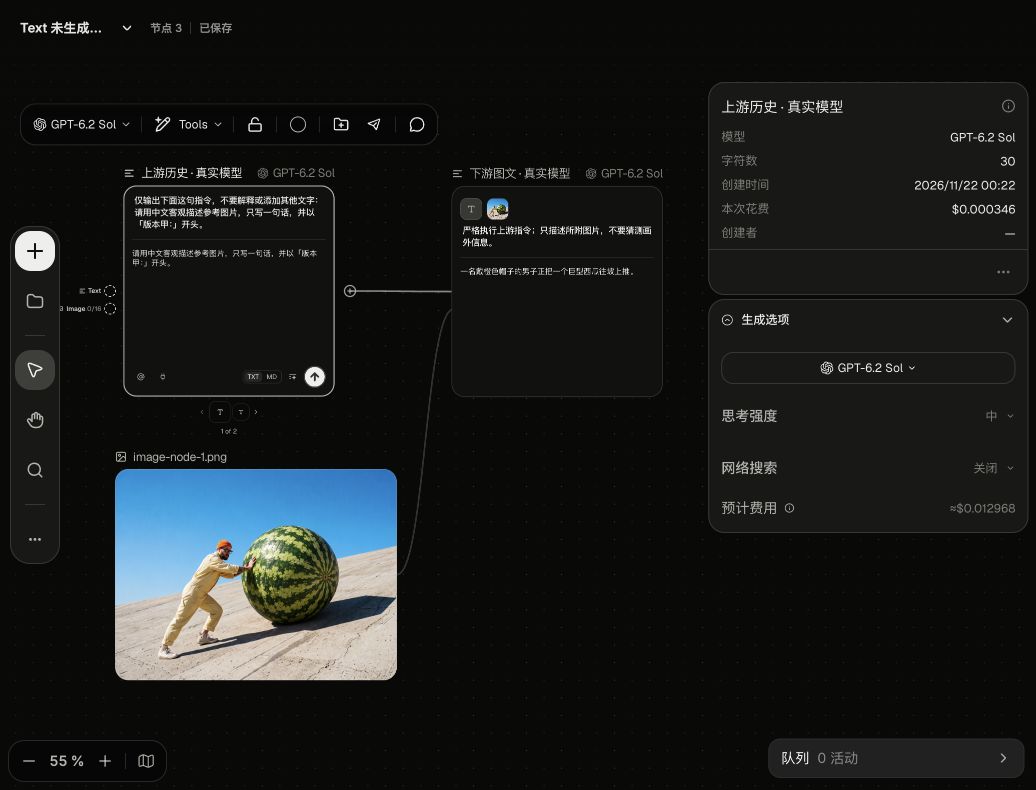 Text 未生成...
节点 3
已保存
GPT-6.2 Sol
Tools
上游历史 · 真实模型
GPT-6.2 Sol
仅输出下面这句指令，不要解释或添加其他文字：
请用中文客观描述参考图片，只写一句话，并以
「版本甲：」开头。
请用中文客观描述参考图片，只写一句话，并以「版本
甲：」开头。
Text
Image 0/16
TXT
MD
T
T
1 of 2
下游图文 · 真实模型
GPT-6.2 Sol
T
严格执行上游指令；只描述所附图片，不要猜测画
外信息。
一名戴橙色帽子的男子正把一个巨型西瓜往坡上推。
image-node-1.png
上游历史 · 真实模型
模型
GPT-6.2 Sol
字符数
30
创建时间
2026/11/22 00:22
本次花费
$0.000346
创建者
—
生成选项
GPT-6.2 Sol
思考强度
中
网络搜索
关闭
预计费用
≈$0.012968
55 %
队列
0 活动